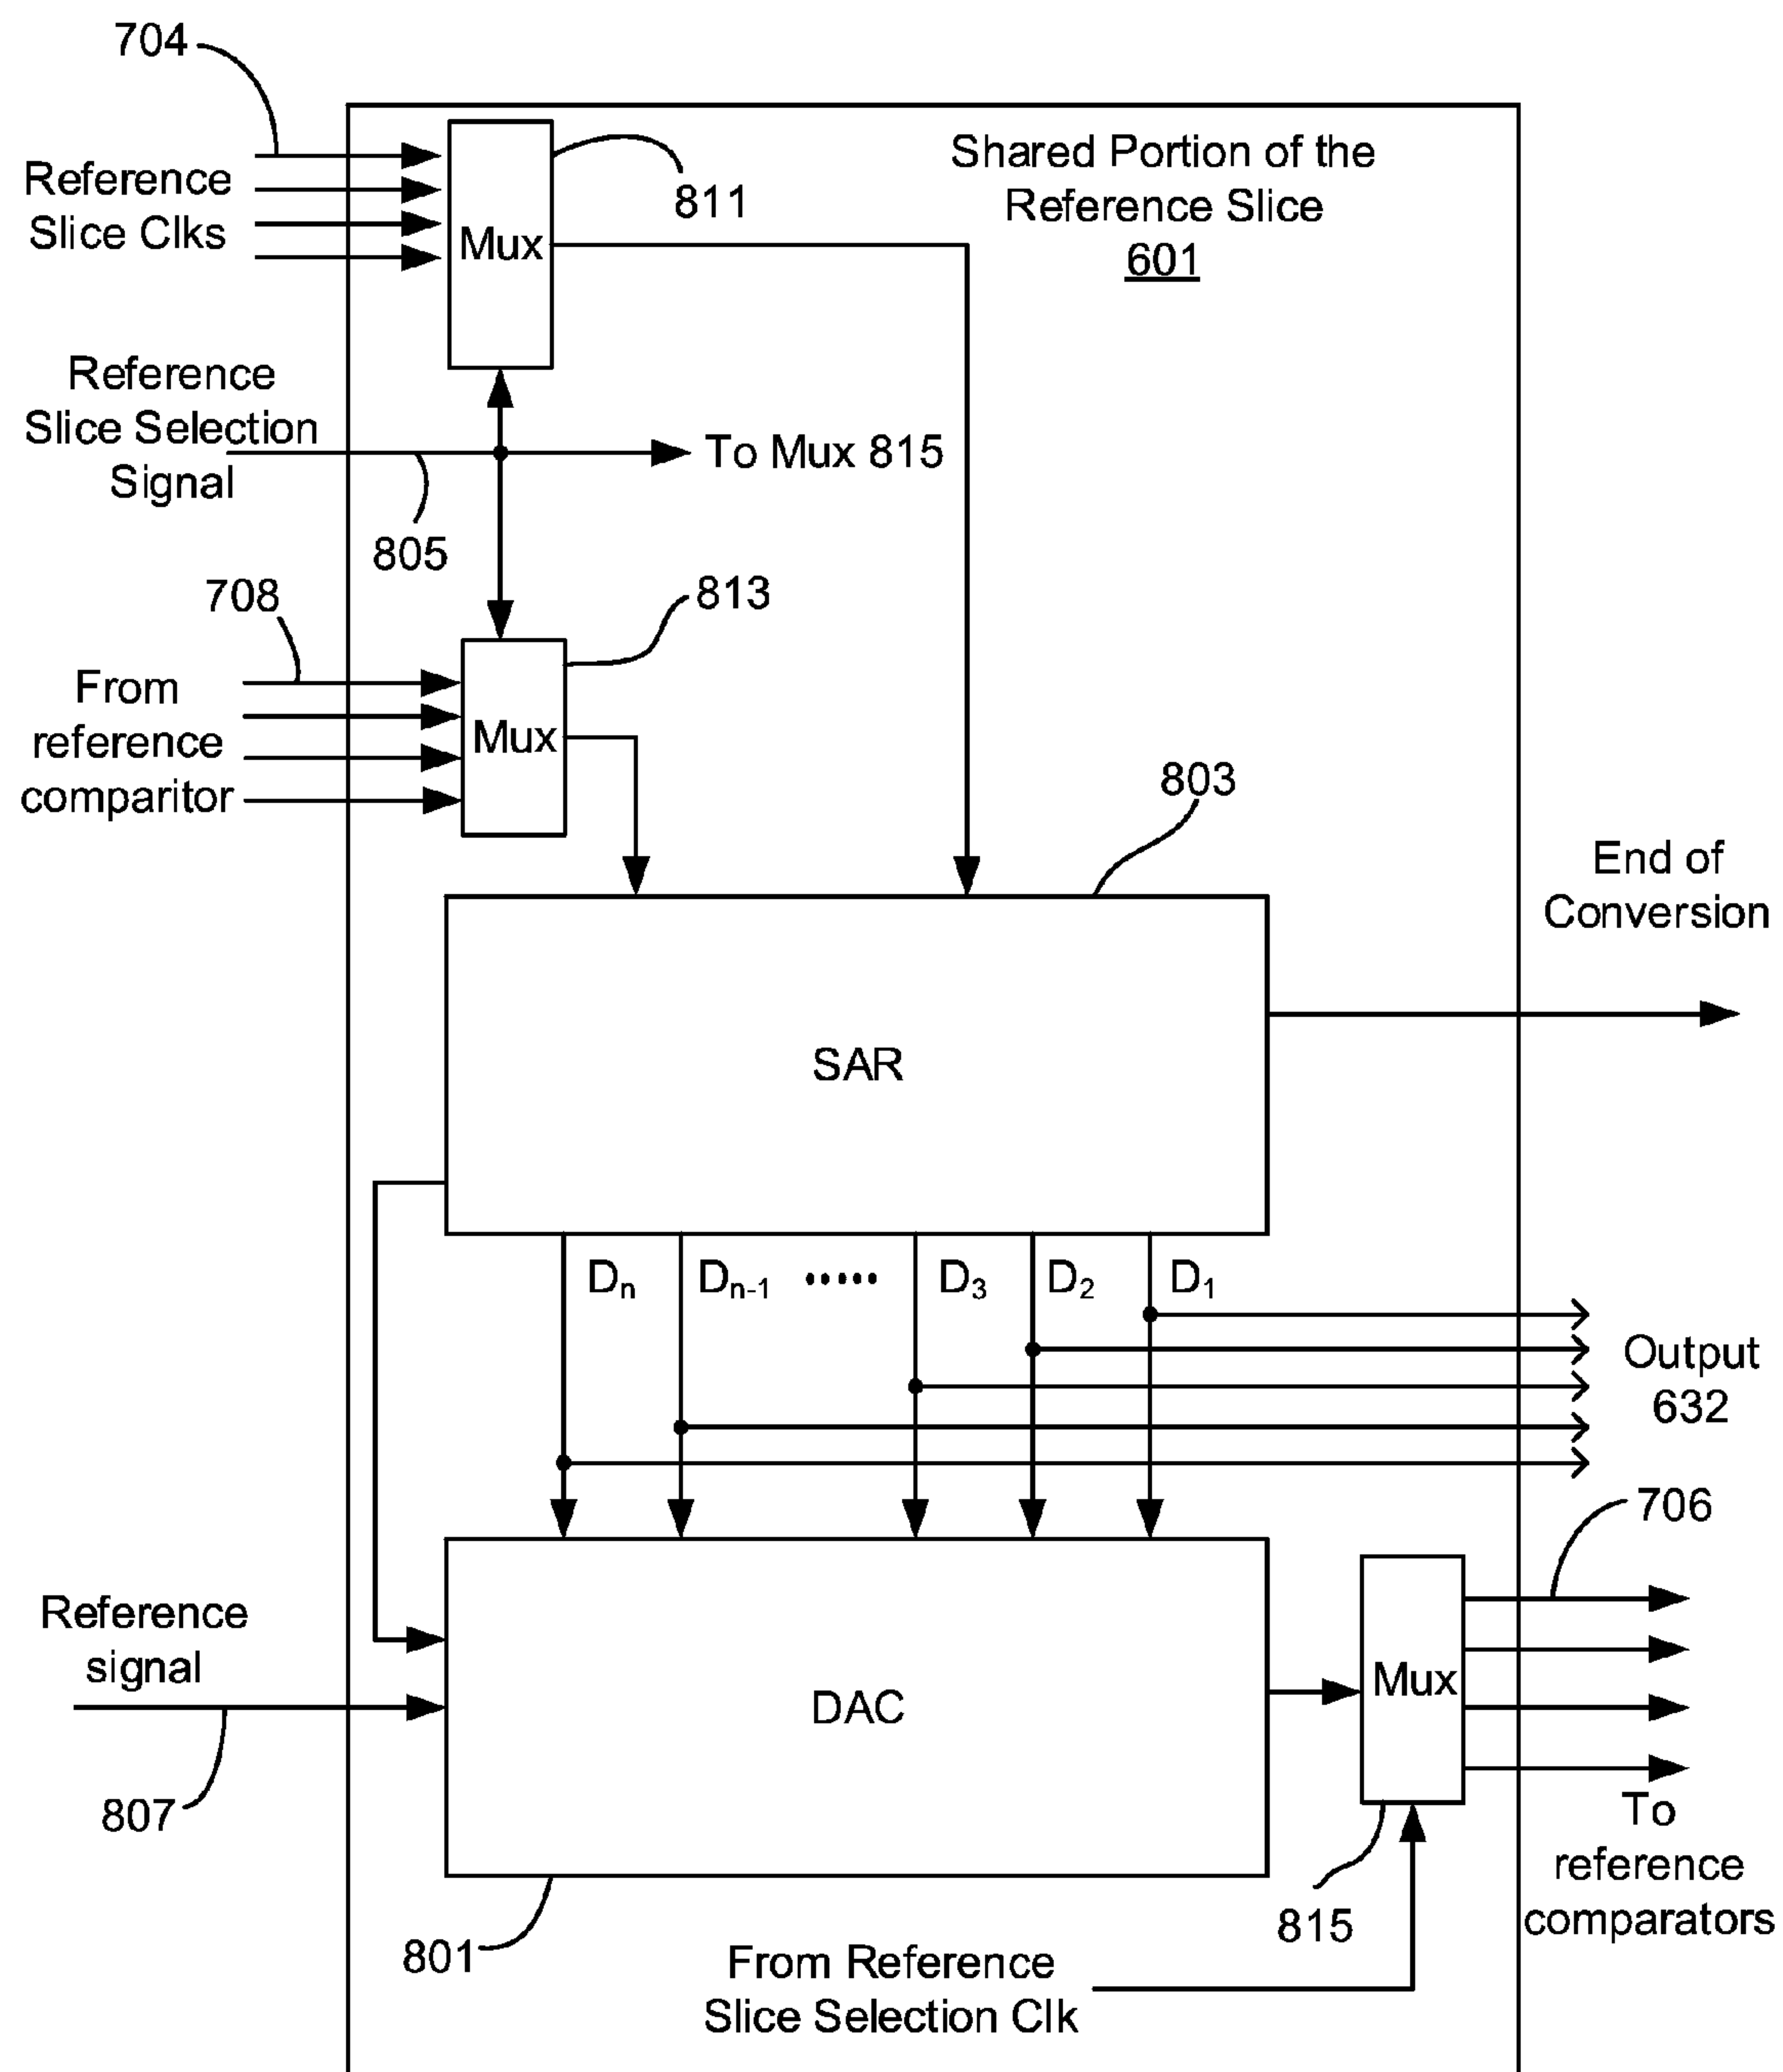 704
Shared Portion of the
Reference Slice
601
Reference
Slice Clks
811
Mux
Reference
Slice Selection
Signal
To Mux 815
805
708
813
From
reference
comparitor
Mux
803
End of
Conversion
SAR
Dn
Dn-1
.....
D3
D2
D1
Output
632
706
Reference
signal
DAC
Mux
807
To
reference
comparators
815
801
From Reference
Slice Selection Clk